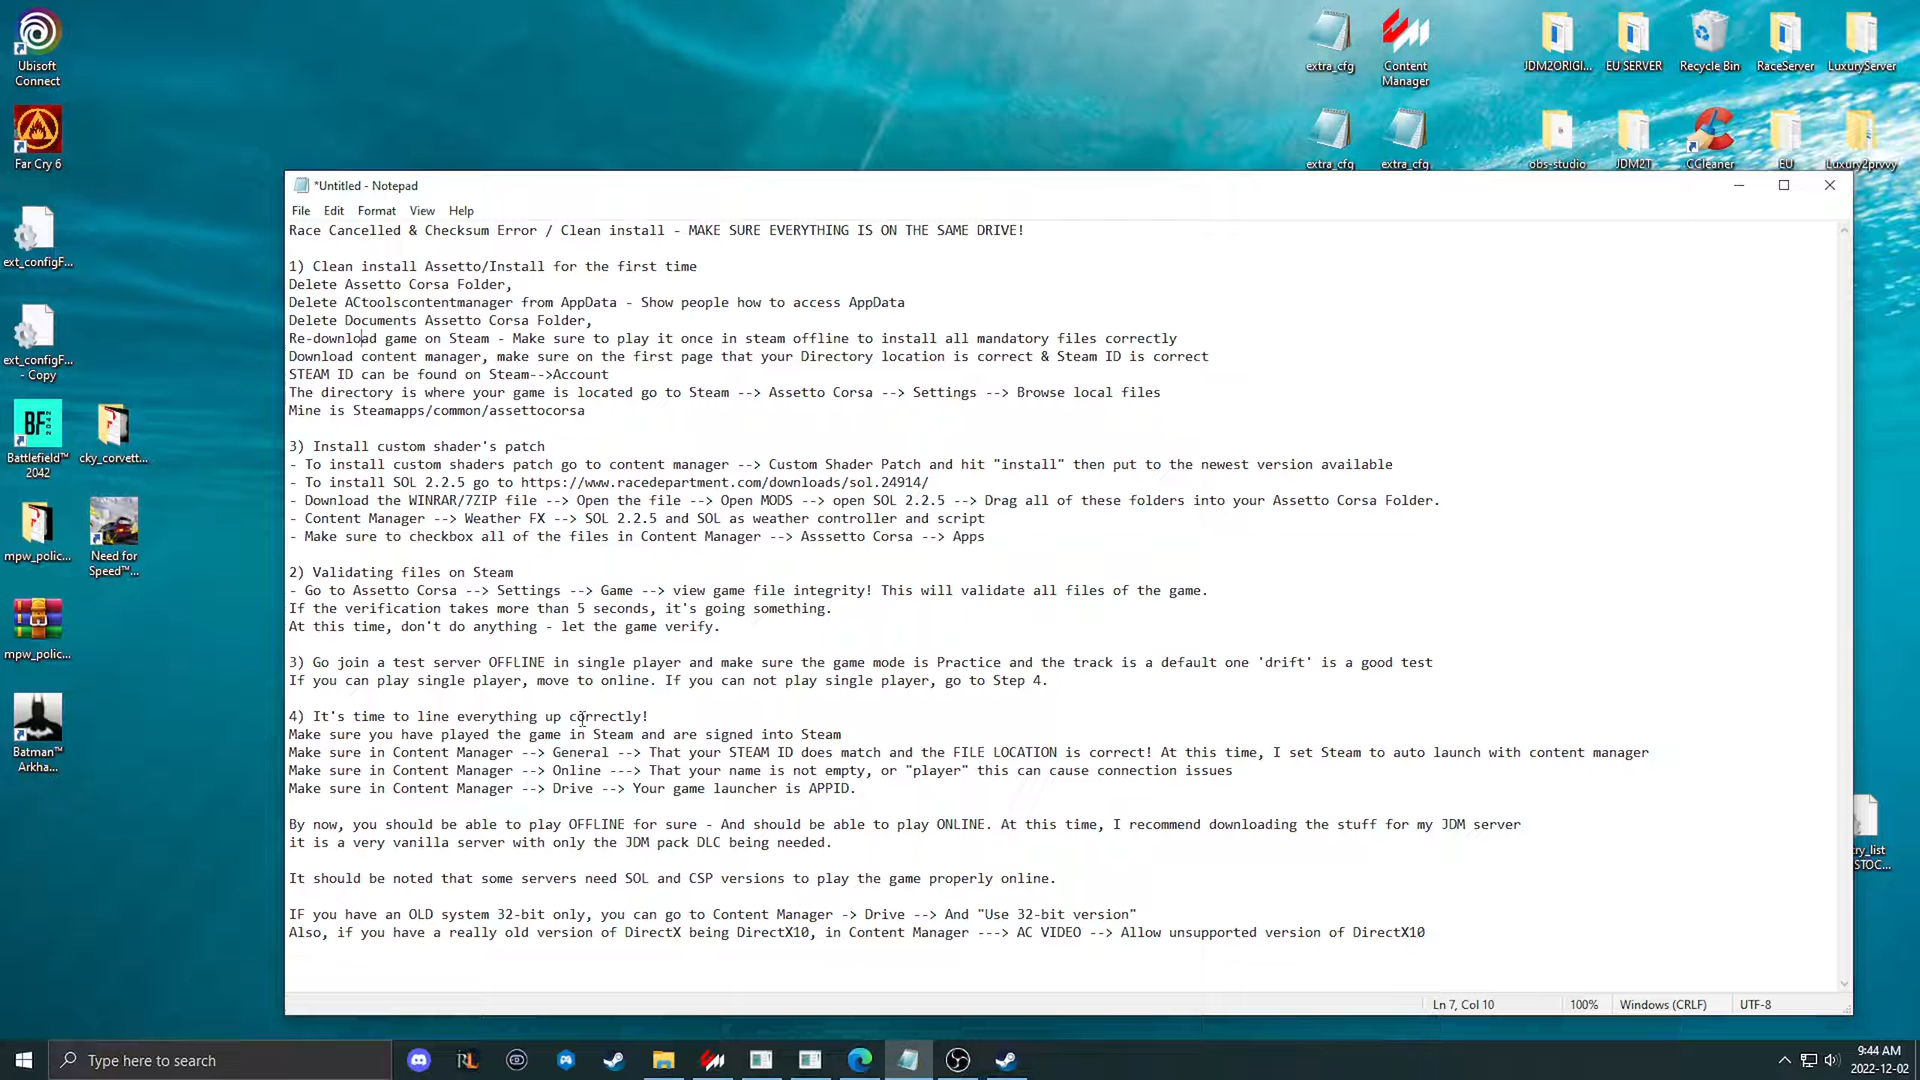 Ubisoft
Connect
Far Cry 6
ext_configF...
ext_configF...
- Copy
BF
2042
Battlefield™
2042
cky_corvett...
mpw_polic...
Need for
Speed™...
mpw_polic...
Batman™
Arkha...
extra_cfg
Content
Manager
JDM2ORIGI...
EU SERVER
Recycle Bin
RaceServer
LuxuryServer
extra_cfg
extra_cfg
obs-studio
JDM2T
CCleaner
EU
Luxury2prvvy
*Untitled - Notepad
File Edit Format View Help
Race Cancelled & Checksum Error / Clean install - MAKE SURE EVERYTHING IS ON THE SAME DRIVE!
1) Clean install Assetto/Install for the first time
Delete Assetto Corsa Folder,
Delete ACtoolscontentmanager from AppData - Show people how to access AppData
Delete Documents Assetto Corsa Folder,
Re-download game on Steam - Make sure to play it once in steam offline to install all mandatory files correctly
Download content manager, make sure on the first page that your Directory location is correct & Steam ID is correct
STEAM ID can be found on Steam-->Account
The directory is where your game is located go to Steam --> Assetto Corsa --> Settings --> Browse local files
Mine is Steamapps/common/assettocorsa
3) Install custom shader's patch
- To install custom shaders patch go to content manager --> Custom Shader Patch and hit "install" then put to the newest version available
- To install SOL 2.2.5 go to https://www.racedepartment.com/downloads/sol.24914/
- Download the WINRAR/7ZIP file --> Open the file --> Open MODS --> open SOL 2.2.5 --> Drag all of these folders into your Assetto Corsa Folder.
- Content Manager --> Weather FX --> SOL 2.2.5 and SOL as weather controller and script
- Make sure to checkbox all of the files in Content Manager --> Asssetto Corsa --> Apps
2) Validating files on Steam
- Go to Assetto Corsa --> Settings --> Game --> view game file integrity! This will validate all files of the game.
If the verification takes more than 5 seconds, it's going something.
At this time, don't do anything - let the game verify.
3) Go join a test server OFFLINE in single player and make sure the game mode is Practice and the track is a default one 'drift' is a good test
If you can play single player, move to online. If you can not play single player, go to Step 4.
4) It's time to line everything up correctly!
Make sure you have played the game in Steam and are signed into Steam
Make sure in Content Manager --> General --> That your STEAM ID does match and the FILE LOCATION is correct! At this time, I set Steam to auto launch with content manager
Make sure in Content Manager --> Online ---> That your name is not empty, or "player" this can cause connection issues
Make sure in Content Manager --> Drive --> Your game launcher is APPID.
By now, you should be able to play OFFLINE for sure - And should be able to play ONLINE. At this time, I recommend downloading the stuff for my JDM server
it is a very vanilla server with only the JDM pack DLC being needed.
It should be noted that some servers need SOL and CSP versions to play the game properly online.
IF you have an OLD system 32-bit only, you can go to Content Manager -> Drive --> And "Use 32-bit version"
Also, if you have a really old version of DirectX being DirectX10, in Content Manager ---> AC VIDEO --> Allow unsupported version of DirectX10
Ln 7, Col 10 100% Windows (CRLF) UTF-8
try_list
STOC...
Type here to search
RL
9:44 AM
2022-12-02